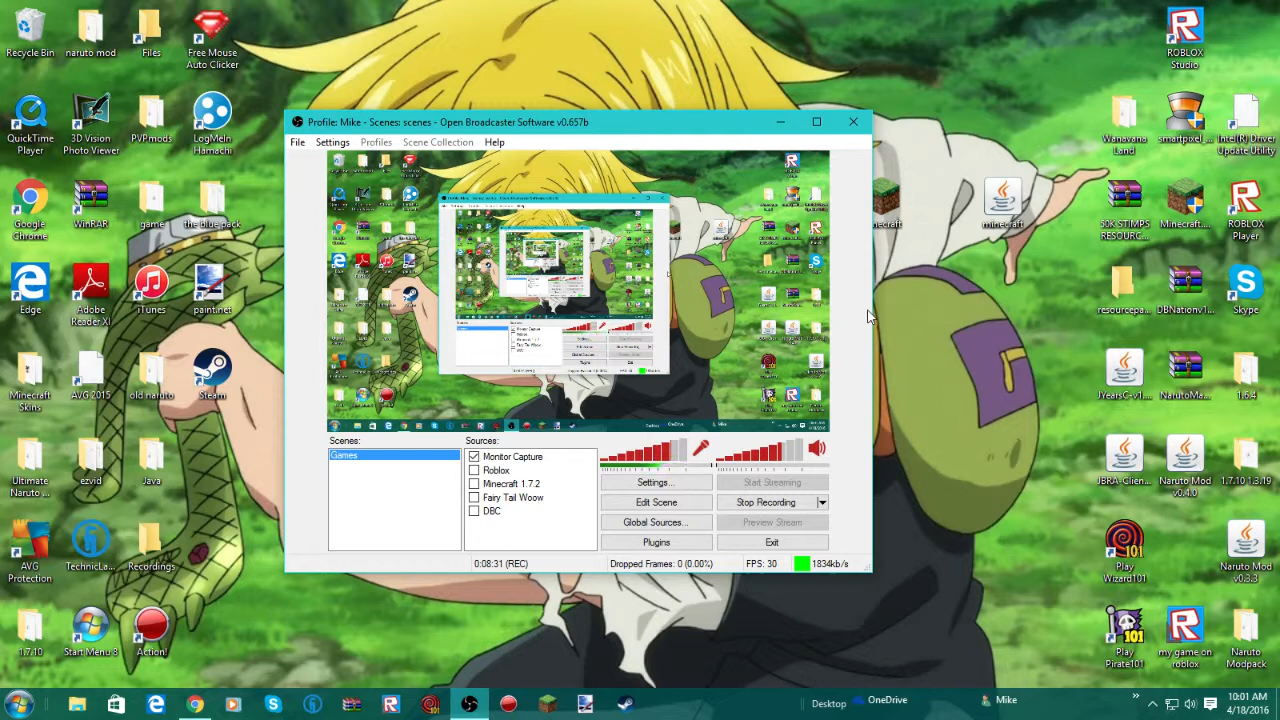 Recycle Bin
naruto mod
Files
Free Mouse
Auto Clicker
ROBLOX
Studio
QuickTime
Player
3D Vision
Photo Viewer
PVPmods
LogMeIn
Hamachi
Wanavana
Land
smartpixel_...
Update Utility
Google
Chrome
WinRAR
game
the blue pack
minecraft
50KISTIMPS
RESOURC...
Minecraft....
ROBLOX
Player
Edge
Adobe
Reader XI
iTunes
paint.net
resourcepa...
DBNationv1...
Skype
Minecraft
Skins
AVG 2015
old naruto
Steam
JYearsC-v1...
NarutoMa...
1.6.4
Ultimate
Naruto ...
ezvid
Java
JBRA-Clien...
Naruto Mod
v0.4.0
1.7.10 1.3.19
AVG
Protection
TechnicLa...
Recordings
Play
Wizard101
Naruto Mod
v0.3.3
1.7.10
Start Menu 8
Action!
Play
Pirate101
my game on
roblox
Naruto
Modpack
Profile: Mike - Scenes: scenes - Open Broadcaster Software v0.657b
File Settings Profiles Scene Collection Help
Scenes:
Games
Sources:
Monitor Capture
Roblox
Minecraft 1.7.2
Fairy Tail Woow
DBC
Settings...
Start Streaming
Edit Scene
Stop Recording
Global Sources...
Preview Stream
Plugins
Exit
0:08:31 (REC)
Dropped Frames: 0 (0.00%)
FPS: 30
1834kb/s
Desktop
OneDrive
Mike
10:01 AM
4/18/2016